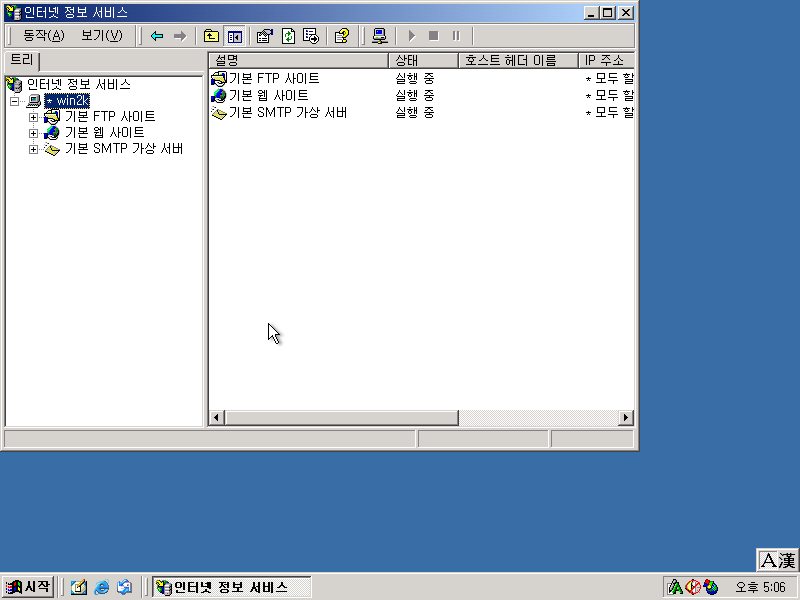 인터넷 정보 서비스
동작(A) 보기(V)
트리
설명 상태 호스트 헤더 이름 IP 주소
인터넷 정보 서비스
* win2k
기본 FTP 사이트
기본 웹 사이트
기본 SMTP 가상 서버
기본 FTP 사이트 실행 중 * 모두 할
기본 웹 사이트 실행 중 * 모두 할
기본 SMTP 가상 서버 실행 중 * 모두 할
A漢
시작 인터넷 정보 서비스 오후 5:06